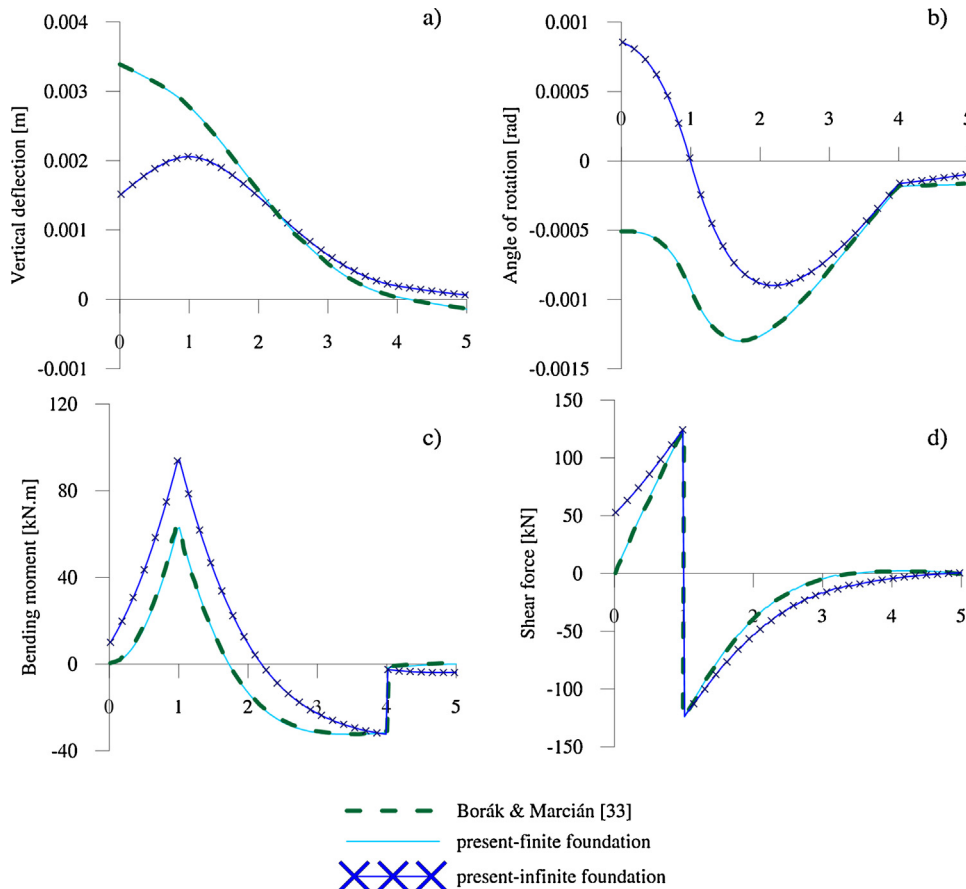 a)
0.004
0.003
0.002
0.001
0
-0.001
0 1 2 3 4 5
Vertical deflection [m]
b)
0.001
0.0005
0
-0.0005
-0.001
-0.0015
0 1 2 3 4 5
Angle of rotation [rad]
c)
120
80
40
0
-40
0 1 2 3 4 5
Bending moment [kN.m]
d)
150
100
50
0
-50
-100
-150
0 1 2 3 4 5
Shear force [kN]
Borák & Marcián [33]
present-finite foundation
present-infinite foundation